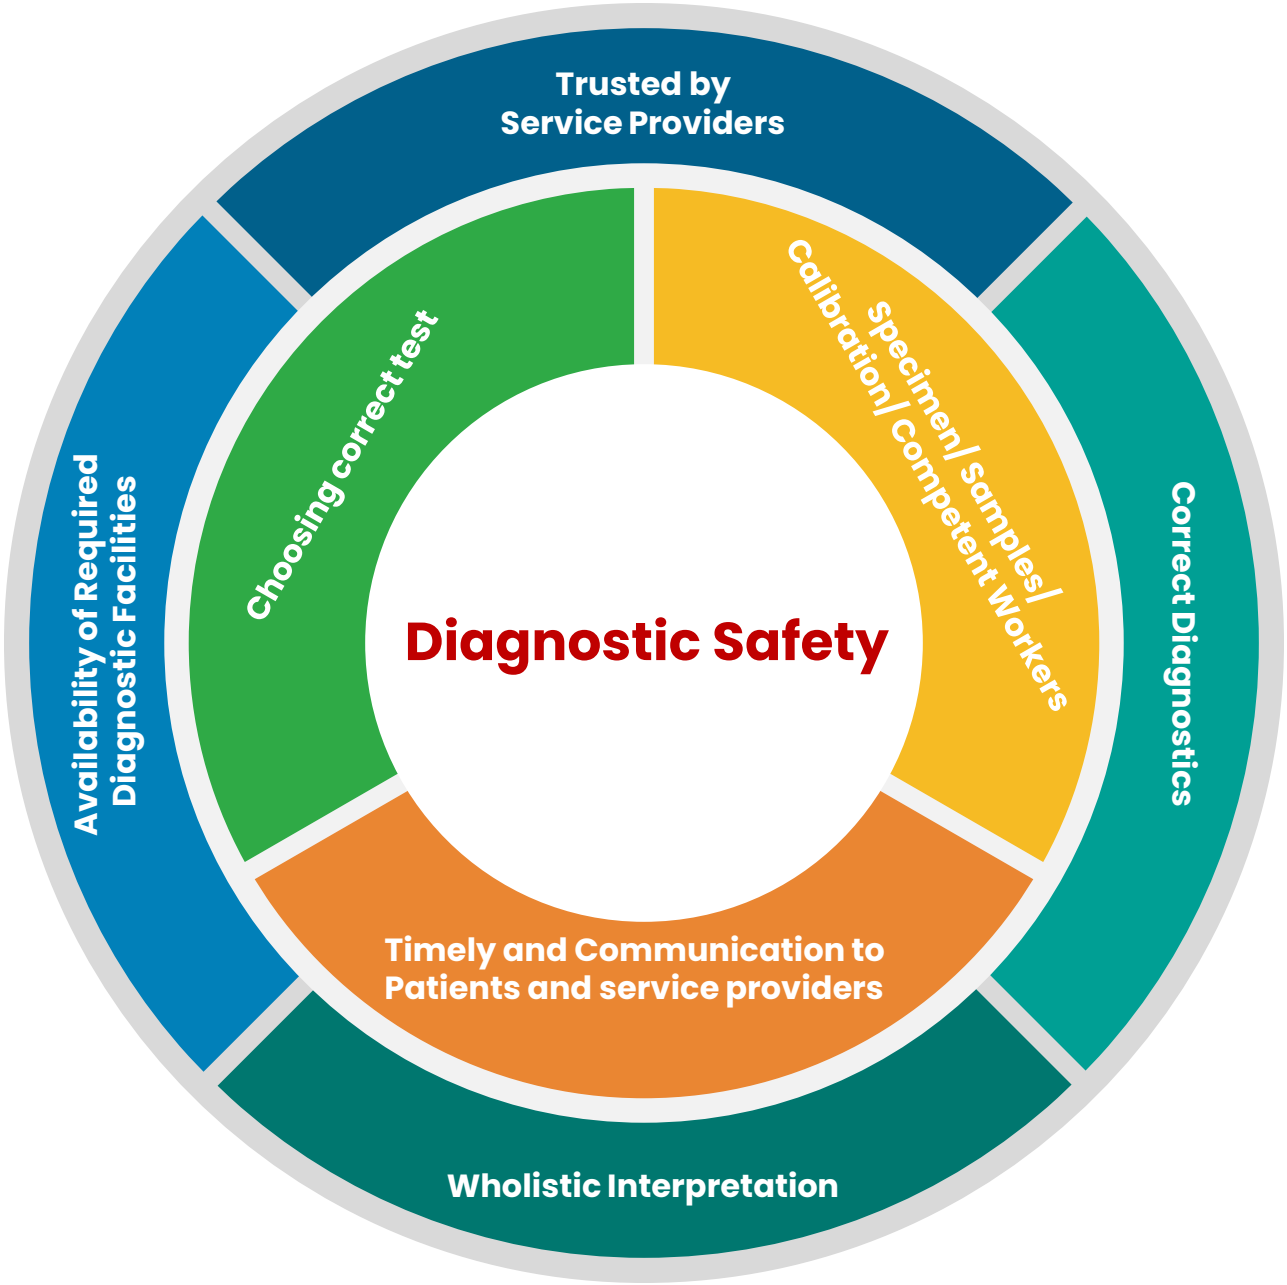 Trusted by
Service Providers
Specimen/ Samples/
Calibration/ Competent Workers
Choosing correct test
Availability of Required
Diagnostic Facilities
Correct Diagnostics
Diagnostic Safety
Timely and Communication to
Patients and service providers
Wholistic Interpretation